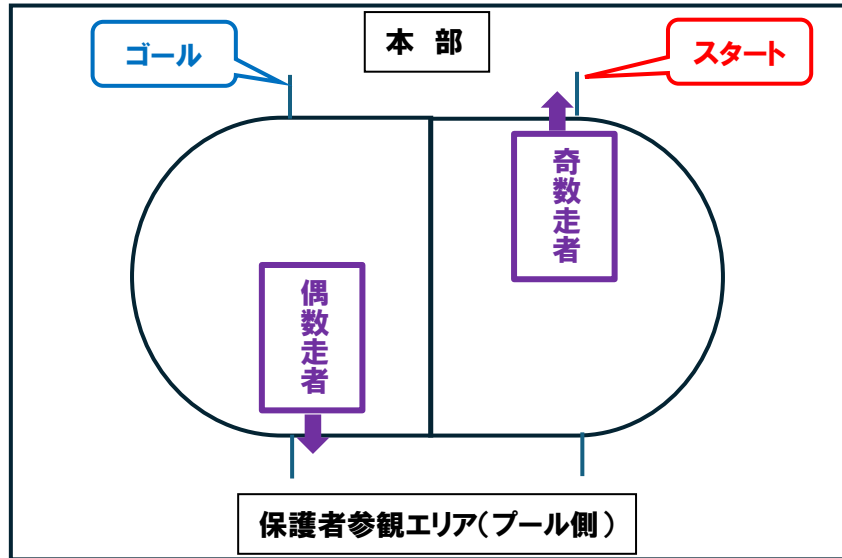 ゴール
本 部
スタート
奇数走者
偶数走者
保護者参観エリア(プール側)